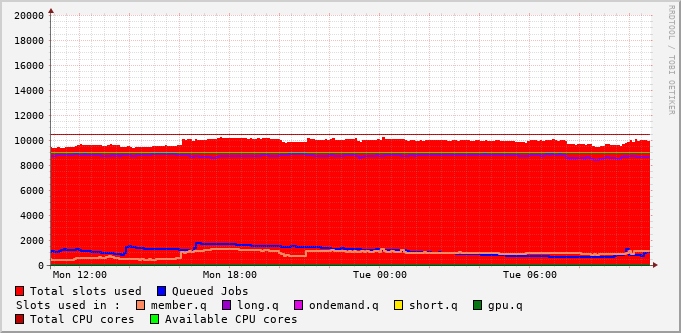 RRDTOOL / TOBI OETIKER
20000
18000
16000
14000
12000
10000
8000
6000
4000
2000
0
Mon 12:00 Mon 18:00 Tue 00:00 Tue 06:00
Total slots used Queued Jobs
Slots used in : member.q long.q ondemand.q short.q gpu.q
Total CPU cores Available CPU cores